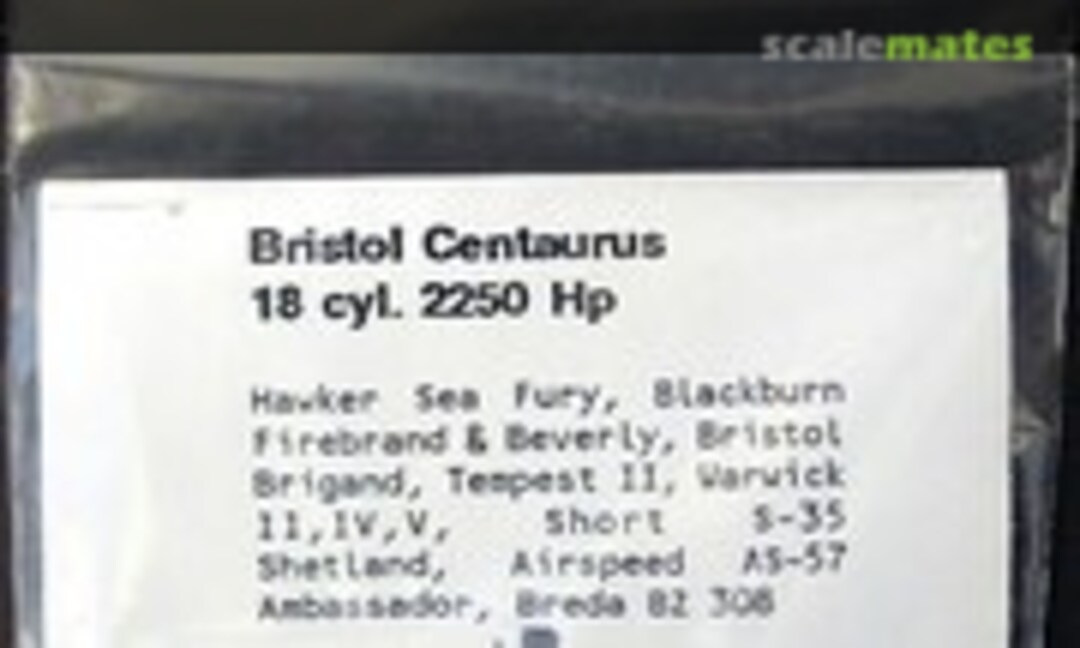 scalemates
Bristol Centaurus
18 cyl. 2250 Hp
Hawker Sea Fury, Blackburn
Firebrand & Beverly, Bristol
Brigand, Tempest II, Warwick
II,IV,V, Short S-35
Shetland, Airspeed AS-57
Ambassador, Breda BZ 308